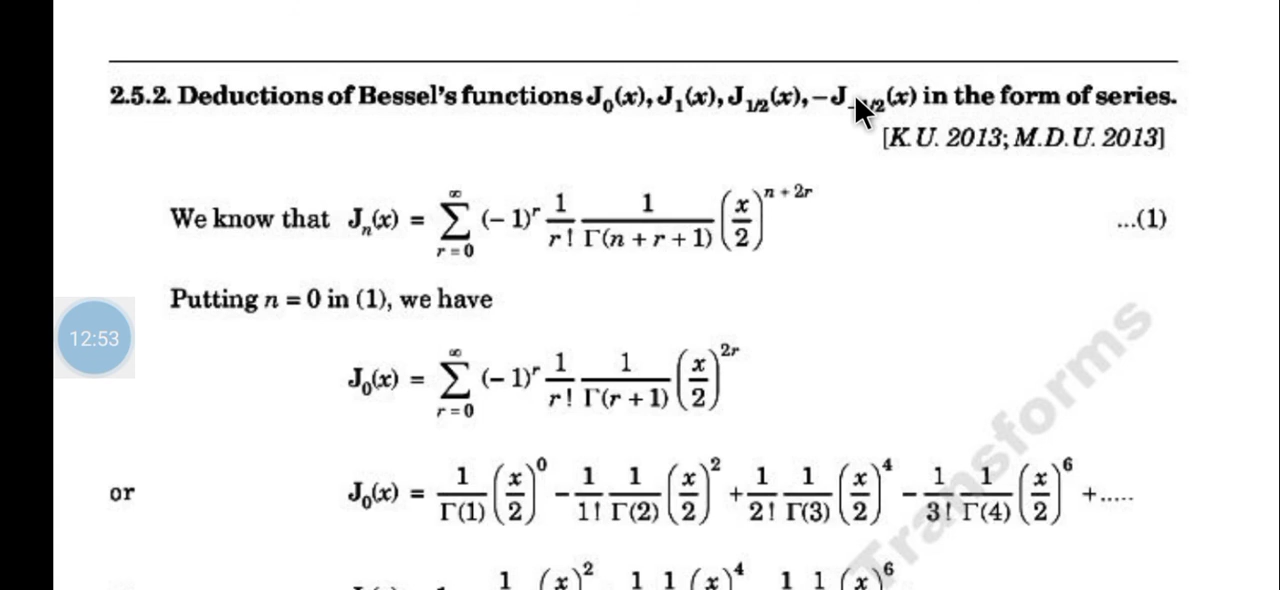 2.5.2. Deductions of Bessel's functions J₀(x), J₁(x), J₁/₂(x), –J₋ ₂(x) in the form of series.
[K.U. 2013; M.D.U. 2013]
We know that Jₙ(x) = ∑_{r=0}^{∞} (– 1)^r 1/r! 1/Γ(n + r + 1) (x/2)^{n + 2r} ...(1)
Putting n = 0 in (1), we have
12:53
J₀(x) = ∑_{r=0}^{∞} (– 1)^r 1/r! 1/Γ(r + 1) (x/2)^{2r}
or J₀(x) = 1/Γ(1) (x/2)^0 – 1/1! 1/Γ(2) (x/2)^2 + 1/2! 1/Γ(3) (x/2)^4 – 1/3! 1/Γ(4) (x/2)^6 + .....
Transforms